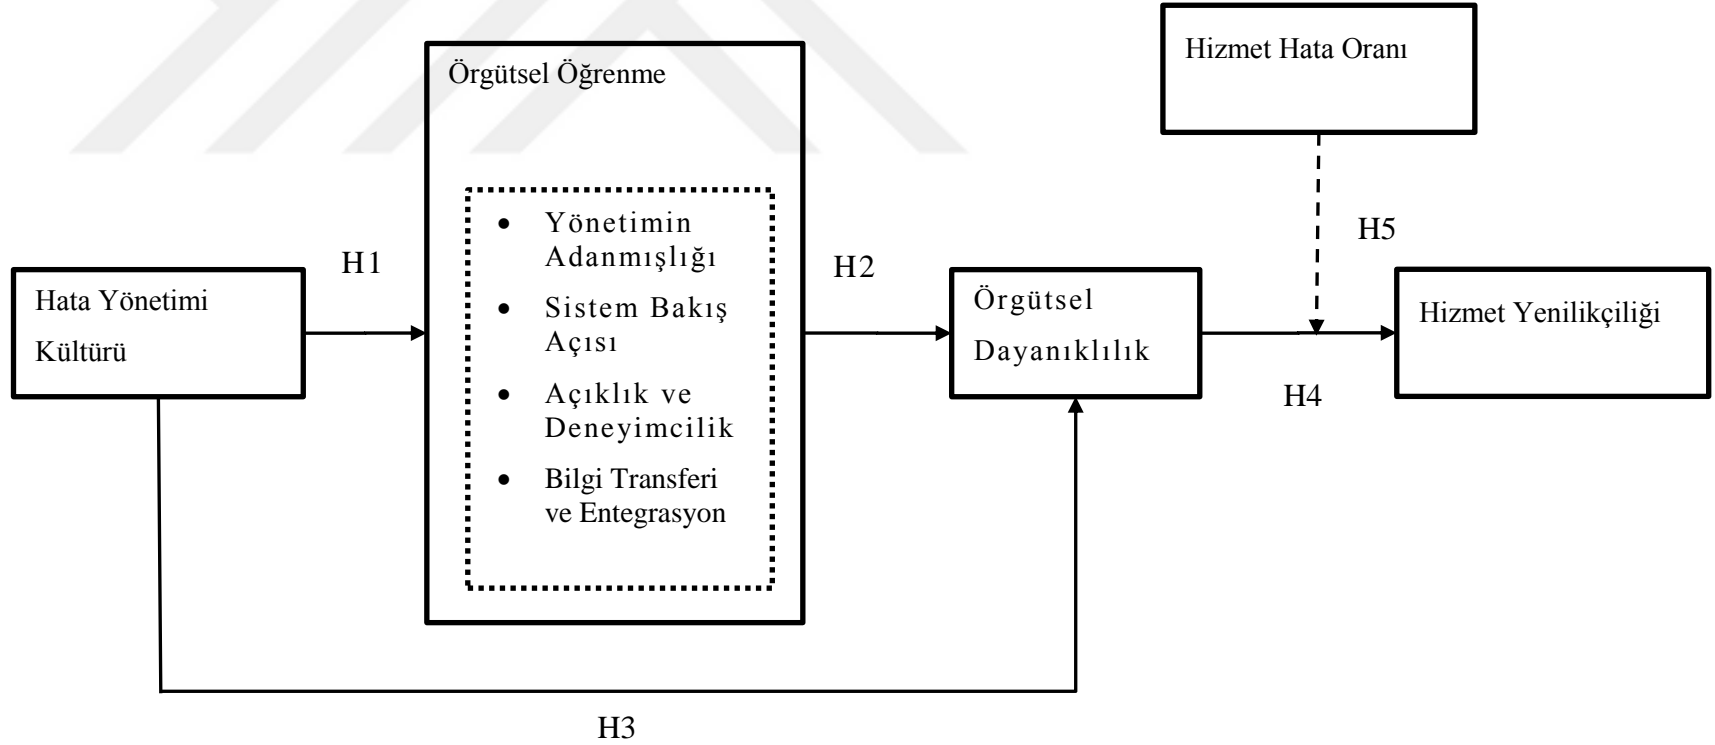 Hizmet Hata Oranı
Örgütsel Öğrenme
Yönetimin
Adanmışlığı
Sistem Bakış
Açısı
Açıklık ve
Deneyimcilik
Bilgi Transferi
ve Entegrasyon
H1
Hata Yönetimi
Kültürü
H2
Örgütsel
Dayanıklılık
H5
Hizmet Yenilikçiliği
H4
H3